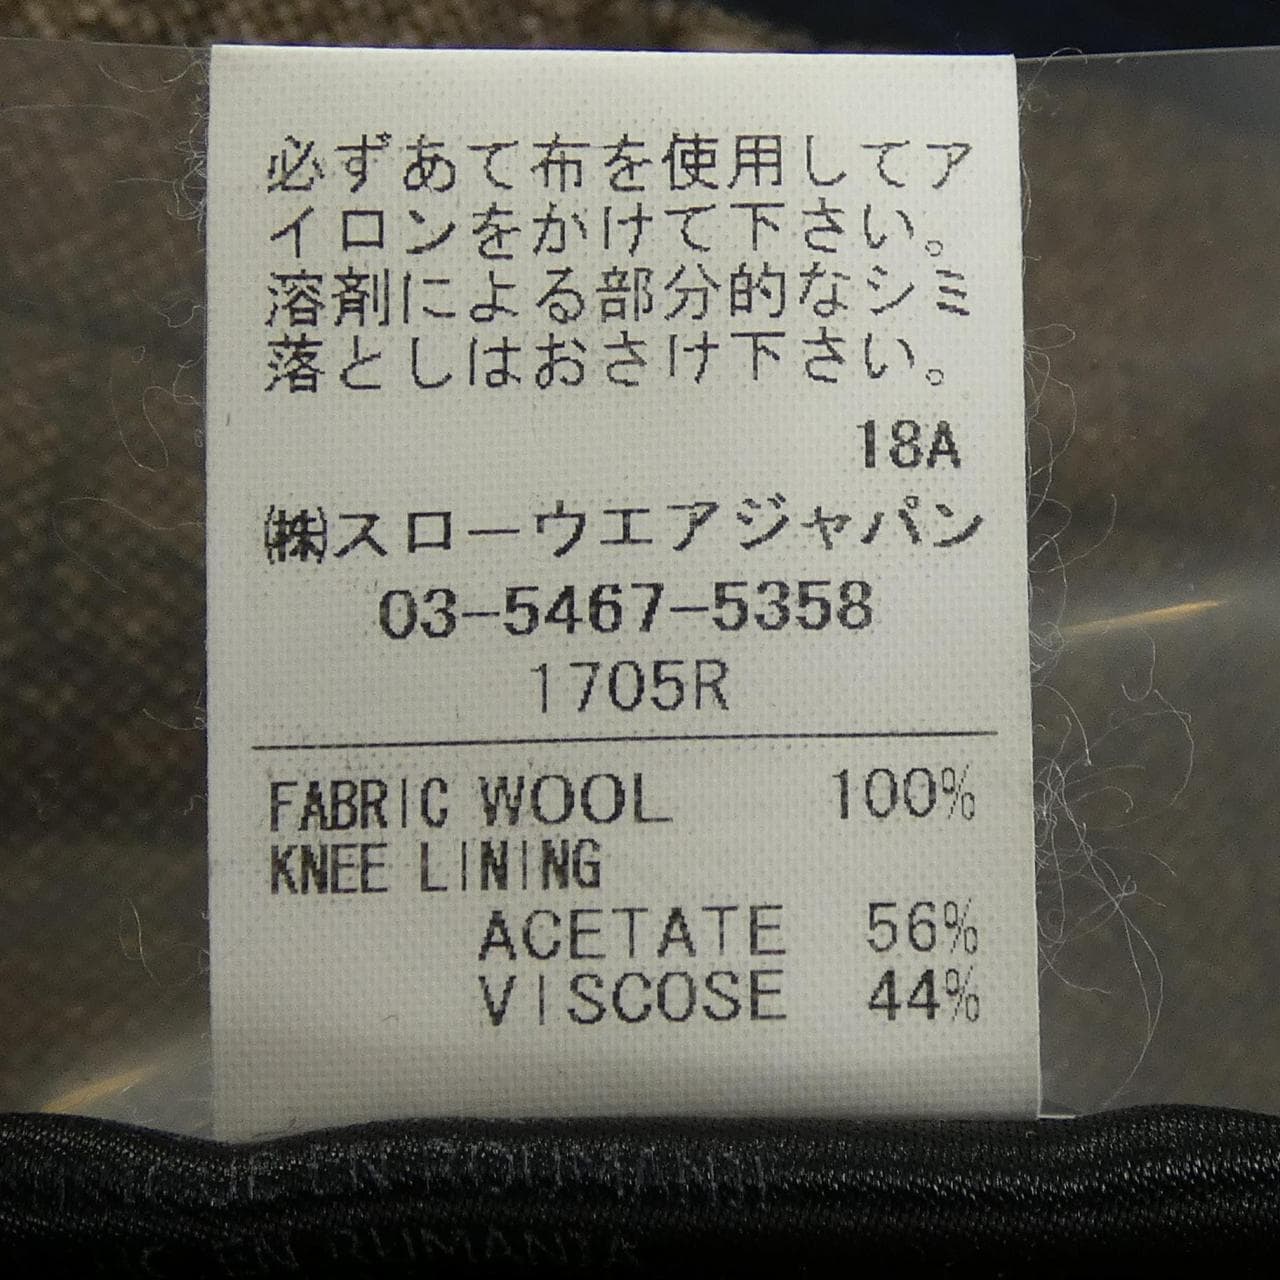 必ずあて布を使用してア
イロンをかけて下さい。
溶剤による部分的なシミ
落としはおさけ下さい。
18A
㈱スローウエアジャパン
03-5467-5358
1705R
FABRIC WOOL 100%
KNEE LINING
ACETATE 56%
VISCOSE 44%
EN RUMANIA